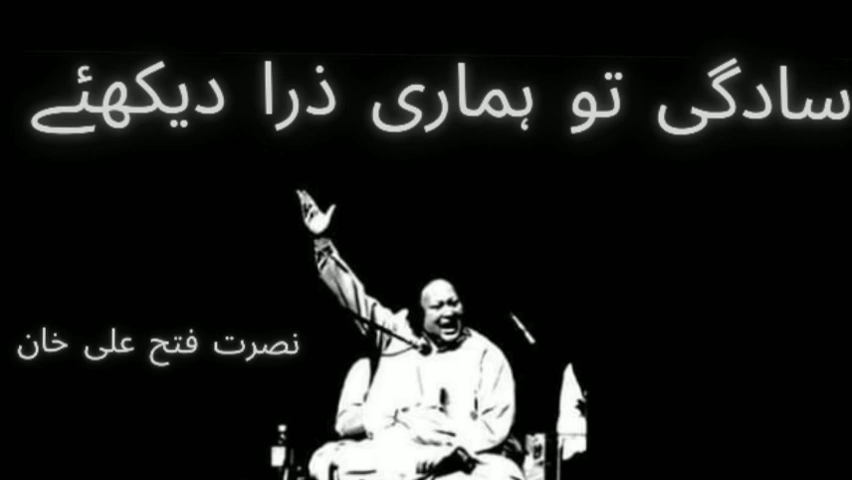 سادگی تو ہماری ذرا دیکھئے
نصرت فتح علی خان